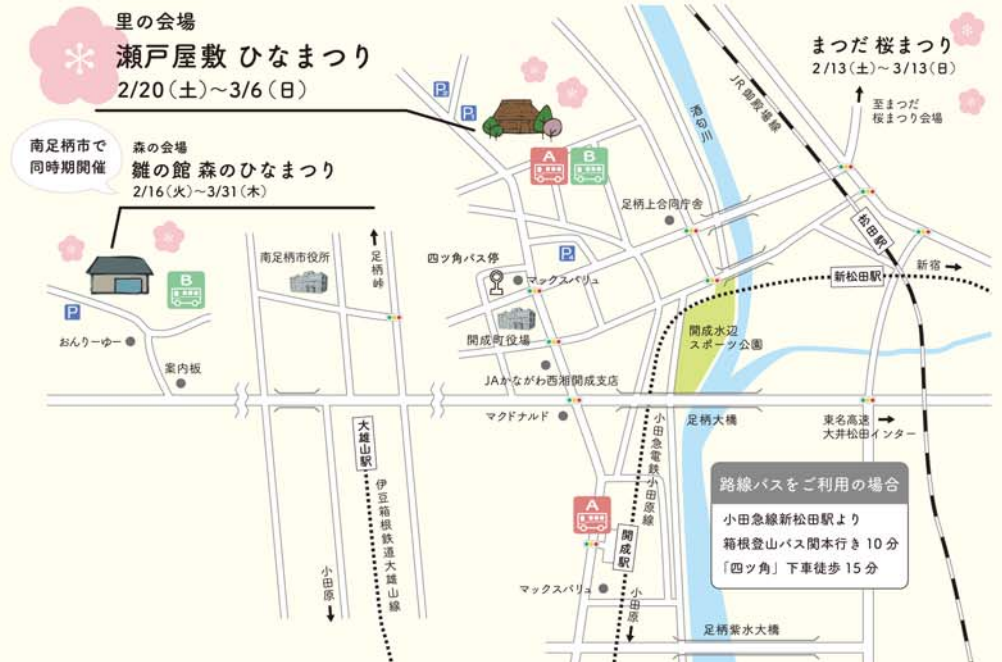 里の会場
瀬戸屋敷 ひなまつり
2/20(土)~3/6(日)
南足柄市で
同時期開催
森の会場
雛の館 森のひなまつり
2/16(火)~3/31(木)
まつだ 桜まつり
2/13(土)~3/13(日)
至まつだ
桜まつり会場
JR御殿場線
酒匂川
A
B
足柄上合同庁舎
松田駅
新宿
新松田駅
四ツ角バス停
マックスバリュ
P4
開成町役場
開成水辺
スポーツ公園
JAかながわ西湘開成支店
マクドナルド
足柄大橋
東名高速
大井松田インター
南足柄市役所
足柄峠
B
P
おんりーゆー
案内板
大雄山駅
伊豆箱根鉄道大雄山線
小田原
小田急電鉄小田原線
A
開成駅
マックスバリュ
小田原
足柄紫水大橋
路線バスをご利用の場合
小田急線新松田駅より
箱根登山バス関本行き 10 分
「四ツ角」下車徒歩 15 分